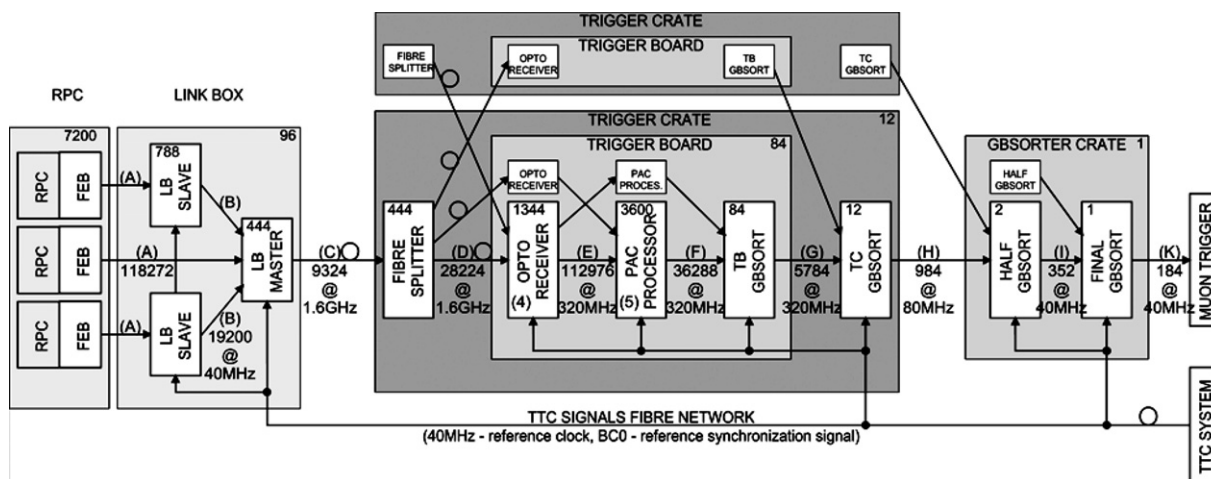 TRIGGER CRATE
TRIGGER BOARD
FIBRE
SPLITTER
OPTO
RECEIVER
TB
GBSORT
TC
GBSORT
RPC
LINK BOX
7200
96
TRIGGER CRATE
12
TRIGGER BOARD
84
GBSORTER CRATE
1
RPC
FEB
(A)
788
LB
SLAVE
(B)
RPC
FEB
(A)
118272
444
LB
MASTER
(C)
9324
@
1.6GHz
444
FIBRE
SPLITTER
(D)
28224
@
1.6GHz
OPTO
RECEIVER
1344
OPTO
RECEIVER
(4)
(E)
112976
@
320MHz
PAC
PROCES.
3600
PAC
PROCESSOR
(5)
(F)
36288
@
320MHz
84
TB
GBSORT
(G)
5784
@
320MHz
12
TC
GBSORT
(H)
984
@
80MHz
HALF
GBSORT
2
HALF
GBSORT
(I)
352
@
40MHz
1
FINAL
GBSORT
(K)
184
@
40MHz
MUON TRIGGER
RPC
FEB
(A)
LB
SLAVE
(B)
19200
@
40MHz
TTC SIGNALS FIBRE NETWORK
(40MHz - reference clock, BC0 - reference synchronization signal)
TTC SYSTEM